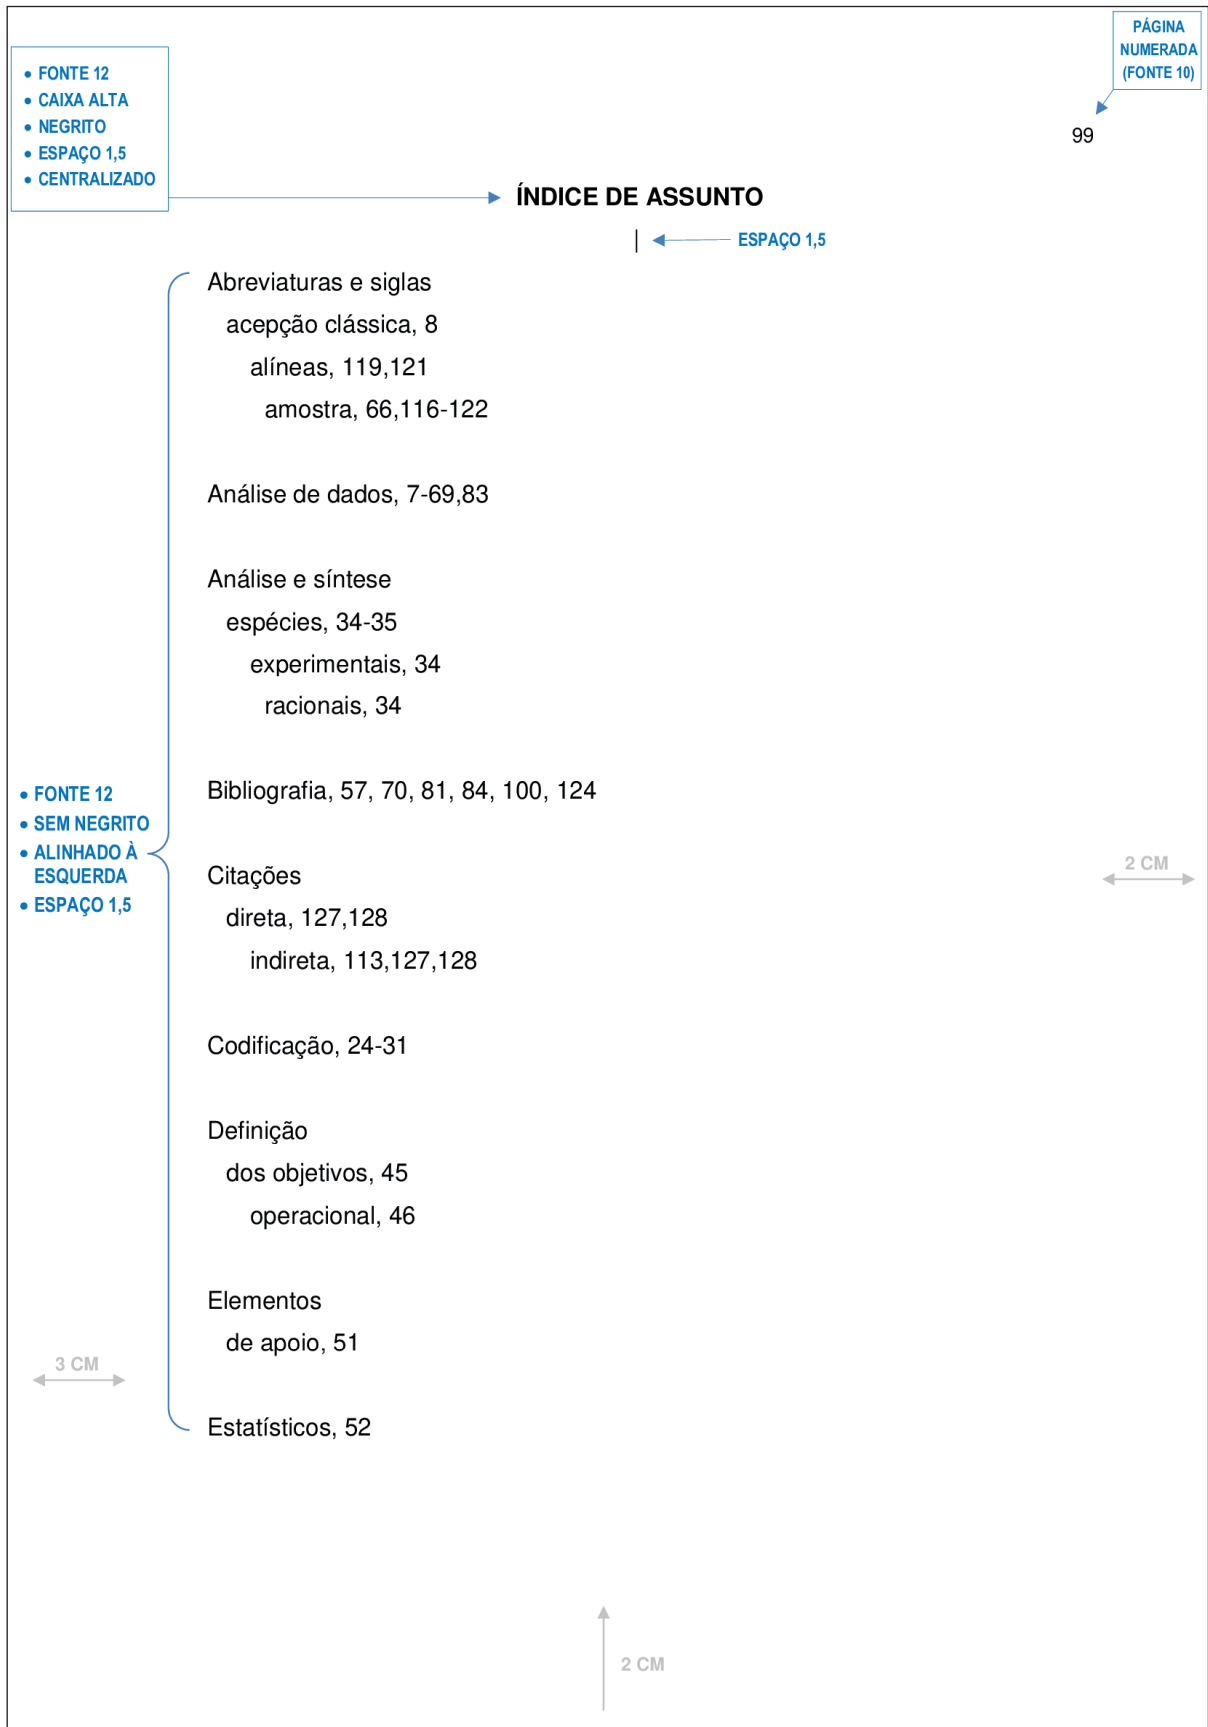 PÁGINA
NUMERADA
(FONTE 10)
• FONTE 12
• CAIXA ALTA
• NEGRITO
• ESPAÇO 1,5
• CENTRALIZADO
99
ÍNDICE DE ASSUNTO
ESPAÇO 1,5
Abreviaturas e siglas
acepção clássica, 8
alíneas, 119,121
amostra, 66,116-122
Análise de dados, 7-69,83
Análise e síntese
espécies, 34-35
experimentais, 34
racionais, 34
Bibliografia, 57, 70, 81, 84, 100, 124
• FONTE 12
• SEM NEGRITO
• ALINHADO À
ESQUERDA
• ESPAÇO 1,5
2 CM
Citações
direta, 127,128
indireta, 113,127,128
Codificação, 24-31
Definição
dos objetivos, 45
operacional, 46
Elementos
de apoio, 51
3 CM
Estatísticos, 52
2 CM